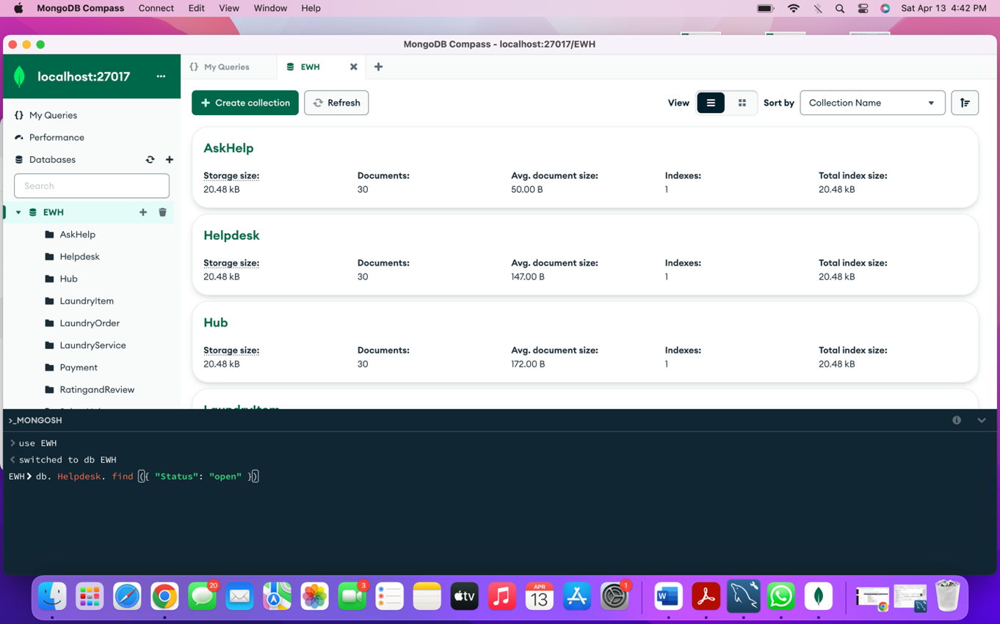 MongoDB Compass Connect Edit View Window Help Sat Apr 13 4:42 PM
MongoDB Compass - localhost:27017/EWH
localhost:27017 ...
{} My Queries
EWH
Create collection
Refresh
View
Sort by
Collection Name
{} My Queries
Performance
Databases
Search
EWH
AskHelp
Helpdesk
Hub
LaundryItem
LaundryOrder
LaundryService
Payment
RatingandReview
AskHelp
Storage size: Documents: Avg. document size: Indexes: Total index size:
20.48 kB 30 50.00 B 1 20.48 kB
Helpdesk
Storage size: Documents: Avg. document size: Indexes: Total index size:
20.48 kB 30 147.00 B 1 20.48 kB
Hub
Storage size: Documents: Avg. document size: Indexes: Total index size:
20.48 kB 30 172.00 B 1 20.48 kB
LaundryItem
>_MONGOSH
> use EWH
< switched to db EWH
EWH> db. Helpdesk. find ({ "Status": "open" })
20
3
tv
APR
13
1
W